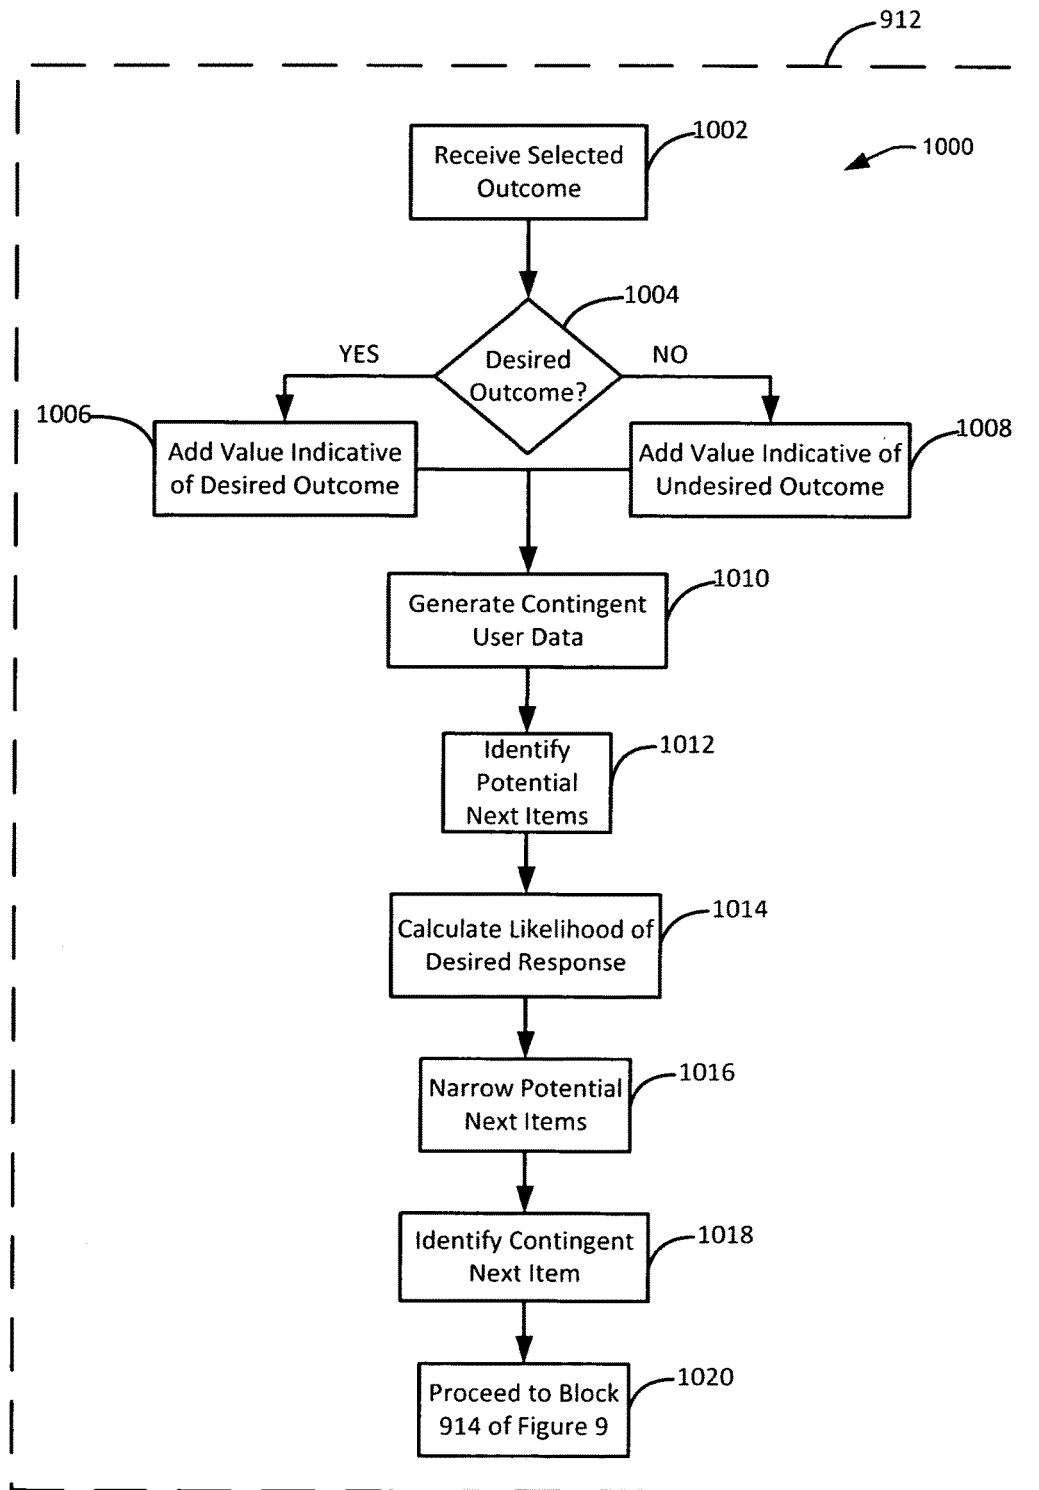 912
1002
1000
Receive Selected
Outcome
1004
YES
NO
Desired
Outcome?
1006
1008
Add Value Indicative
of Desired Outcome
Add Value Indicative of
Undesired Outcome
1010
Generate Contingent
User Data
1012
Identify
Potential
Next Items
1014
Calculate Likelihood of
Desired Response
1016
Narrow Potential
Next Items
1018
Identify Contingent
Next Item
1020
Proceed to Block
914 of Figure 9